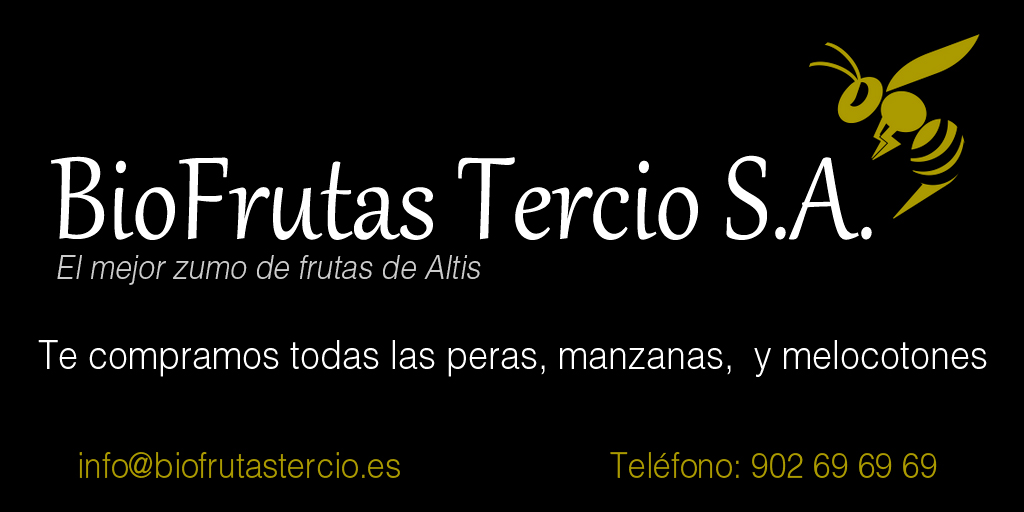 BioFrutas Tercio S.A.
El mejor zumo de frutas de Altis
Te compramos todas las peras, manzanas,  y melocotones
info@biofrutastercio.es
Teléfono: 902 69 69 69